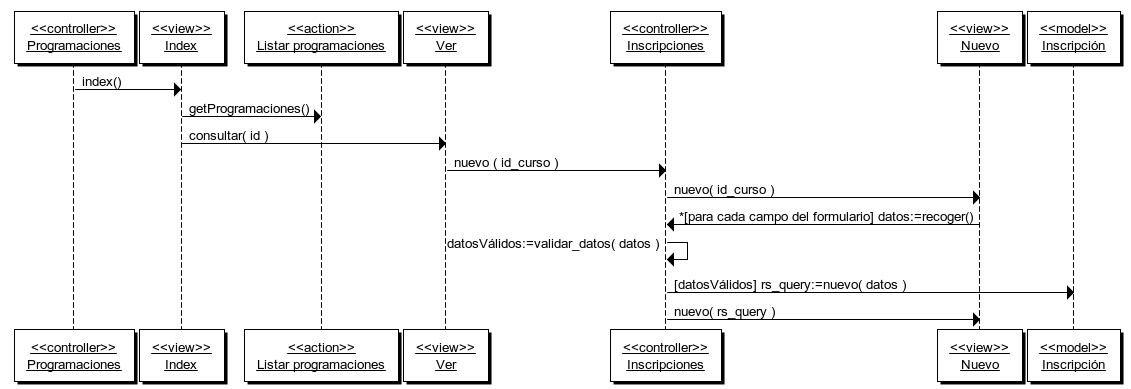 <<controller>>
Programaciones
<<view>>
Index
<<action>>
Listar programaciones
<<view>>
Ver
<<controller>>
Inscripciones
<<view>>
Nuevo
<<model>>
Inscripción
index()
getProgramaciones()
consultar( id )
nuevo ( id_curso )
nuevo( id_curso )
*[para cada campo del formulario] datos:=recoger()
datosVálidos:=validar_datos( datos )
[datosVálidos] rs_query:=nuevo( datos )
nuevo( rs_query )
<<controller>>
Programaciones
<<view>>
Index
<<action>>
Listar programaciones
<<view>>
Ver
<<controller>>
Inscripciones
<<view>>
Nuevo
<<model>>
Inscripción